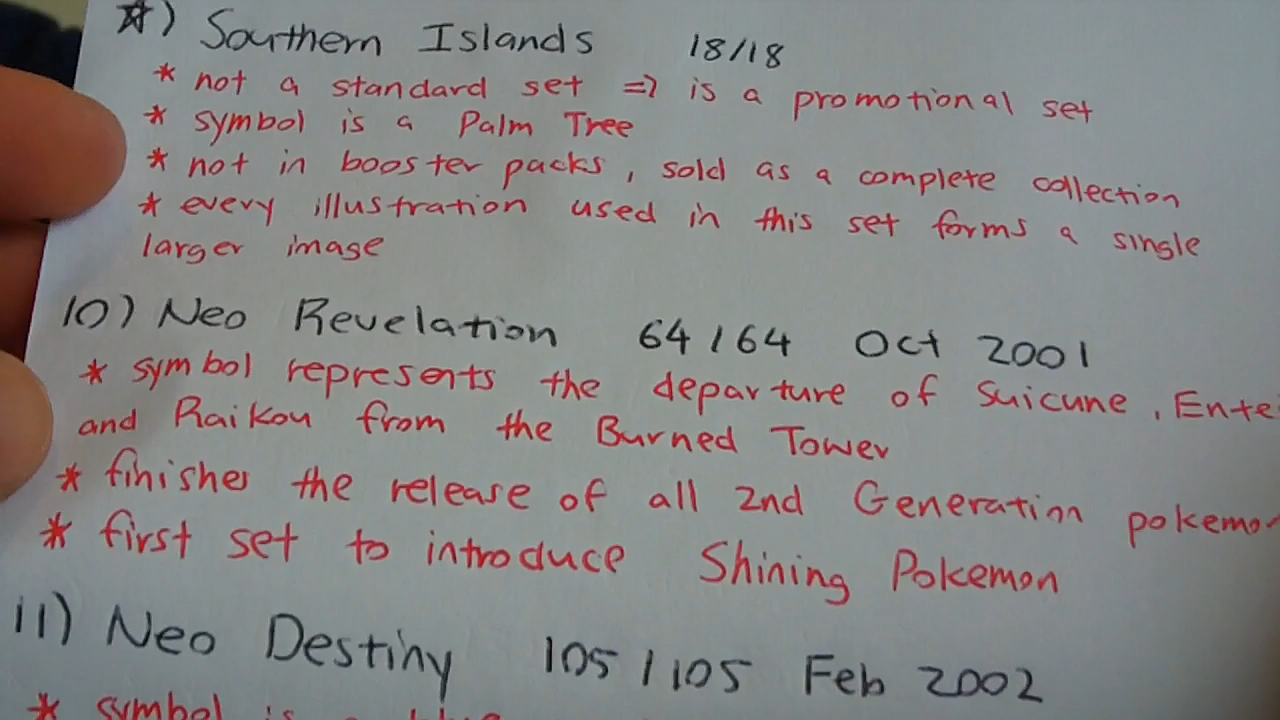 ☆) Southern Islands 18/18
* not a standard set => is a promotional set
* symbol is a Palm Tree
* not in booster packs, sold as a complete collection
* every illustration used in this set forms a single
larger image
10) Neo Revelation 64/64 Oct 2001
* symbol represents the departure of Suicune, Ente
and Raikou from the Burned Tower
* finishes the release of all 2nd Generation pokemon
* first set to introduce Shining Pokemon
11) Neo Destiny 105/105 Feb 2002
* symbol is a